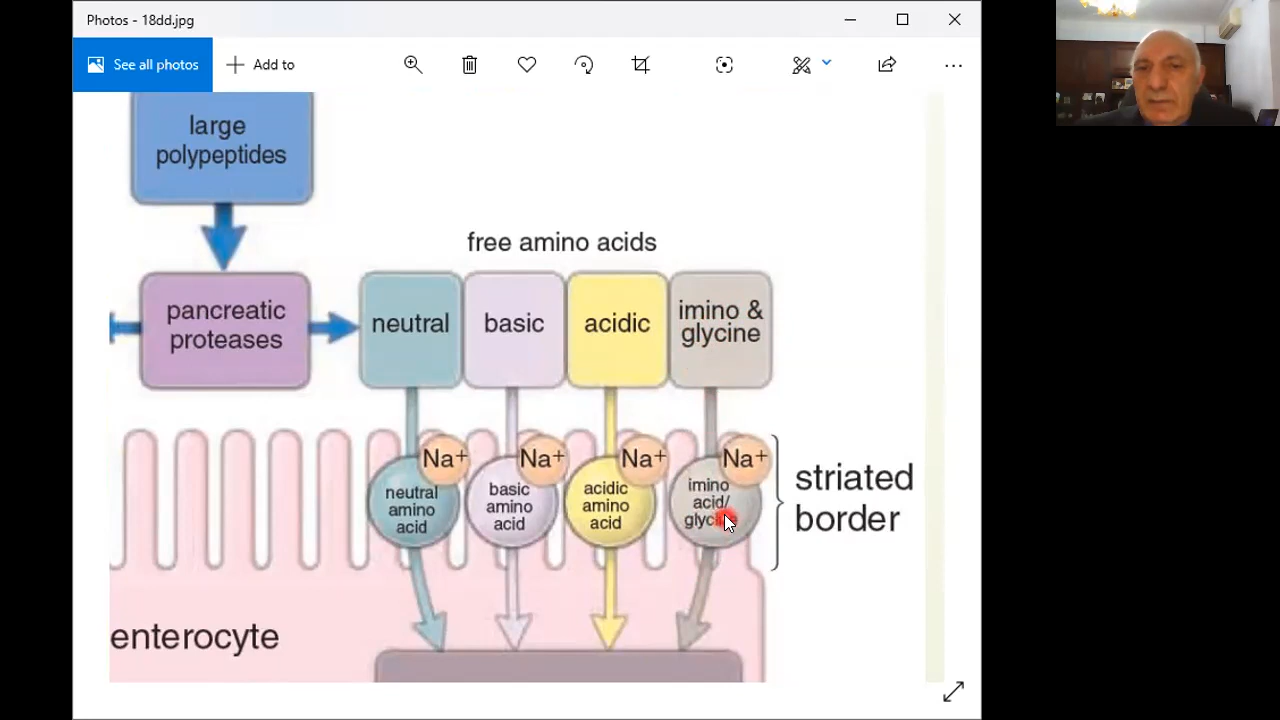 Photos - 18dd.jpg
See all photos
Add to
large
polypeptides
free amino acids
pancreatic
proteases
neutral
basic
acidic
imino &
glycine
Na⁺
Na⁺
Na⁺
Na⁺
neutral
amino
acid
basic
amino
acid
acidic
amino
acid
imino
acid/
striated
border
enterocyte